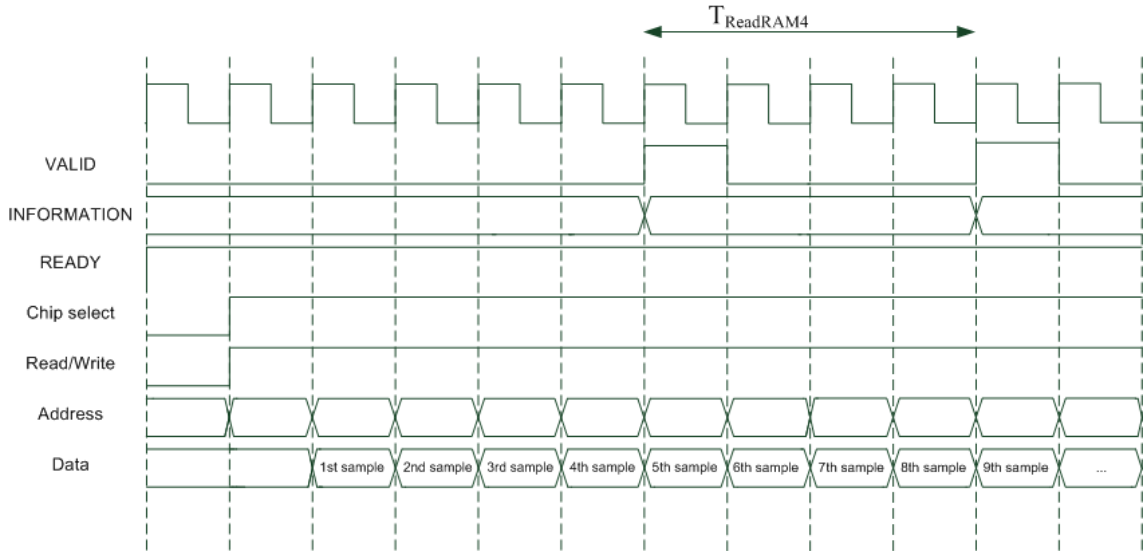 TReadRAM4
VALID
INFORMATION
READY
Chip select
Read/Write
Address
Data
1st sample 2nd sample 3rd sample 4th sample 5th sample 6th sample 7th sample 8th sample 9th sample ...